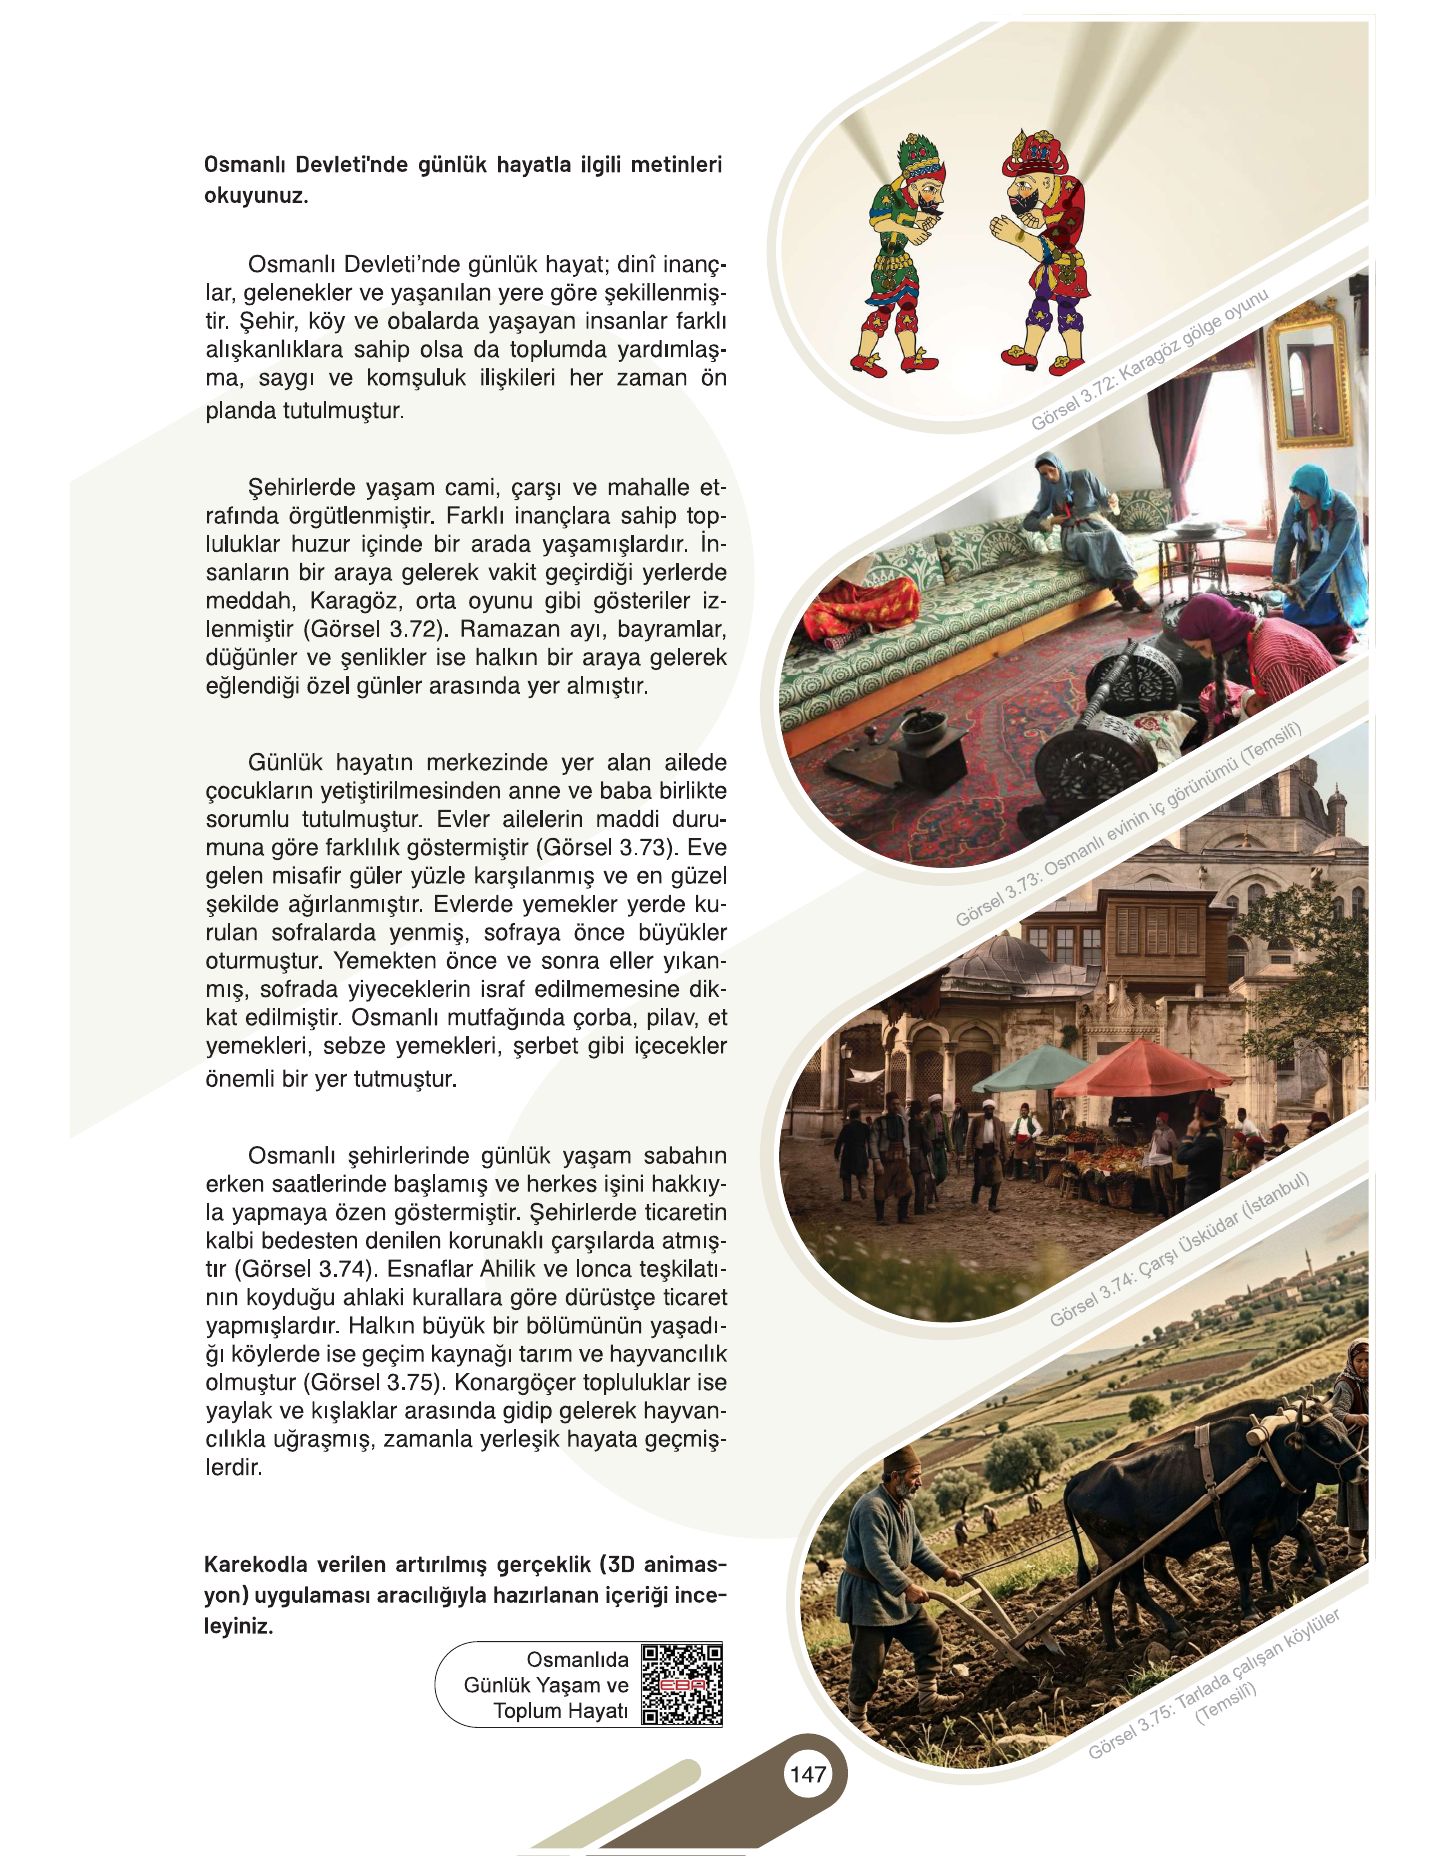 Osmanlı Devleti'nde günlük hayatla ilgili metinleri
okuyunuz.
Osmanlı Devleti’nde günlük hayat; dinî inanç-
lar, gelenekler ve yaşanılan yere göre şekillenmiş-
tir. Şehir, köy ve obalarda yaşayan insanlar farklı
alışkanlıklara sahip olsa da toplumda yardımlaş-
ma, saygı ve komşuluk ilişkileri her zaman ön
planda tutulmuştur.
Şehirlerde yaşam cami, çarşı ve mahalle et-
rafında örgütlenmiştir. Farklı inançlara sahip top-
luluklar huzur içinde bir arada yaşamışlardır. İn-
sanların bir araya gelerek vakit geçirdiği yerlerde
meddah, Karagöz, orta oyunu gibi gösteriler iz-
lenmiştir (Görsel 3.72). Ramazan ayı, bayramlar,
düğünler ve şenlikler ise halkın bir araya gelerek
eğlendiği özel günler arasında yer almıştır.
Günlük hayatın merkezinde yer alan ailede
çocukların yetiştirilmesinden anne ve baba birlikte
sorumlu tutulmuştur. Evler ailelerin maddi duru-
muna göre farklılık göstermiştir (Görsel 3.73). Eve
gelen misafir güler yüzle karşılanmış ve en güzel
şekilde ağırlanmıştır. Evlerde yemekler yerde ku-
rulan sofralarda yenmiş, sofraya önce büyükler
oturmuştur. Yemekten önce ve sonra eller yıkan-
mış, sofrada yiyeceklerin israf edilmemesine dik-
kat edilmiştir. Osmanlı mutfağında çorba, pilav, et
yemekleri, sebze yemekleri, şerbet gibi içecekler
önemli bir yer tutmuştur.
Osmanlı şehirlerinde günlük yaşam sabahın
erken saatlerinde başlamış ve herkes işini hakkıy-
la yapmaya özen göstermiştir. Şehirlerde ticaretin
kalbi bedesten denilen korunaklı çarşılarda atmış-
tır (Görsel 3.74). Esnaflar Ahilik ve lonca teşkilatı-
nın koyduğu ahlaki kurallara göre dürüstçe ticaret
yapmışlardır. Halkın büyük bir bölümünün yaşadı-
ğı köylerde ise geçim kaynağı tarım ve hayvancılık
olmuştur (Görsel 3.75). Konargöçer topluluklar ise
yaylak ve kışlaklar arasında gidip gelerek hayvan-
cılıkla uğraşmış, zamanla yerleşik hayata geçmiş-
lerdir.
Karekodla verilen artırılmış gerçeklik (3D animas-
yon) uygulaması aracılığıyla hazırlanan içeriği ince-
leyiniz.
Osmanlıda
Günlük Yaşam ve
Toplum Hayatı
EBA
Görsel 3.72: Karagöz gölge oyunu
Görsel 3.73: Osmanlı evinin iç görünümü (Temsilî)
Görsel 3.74: Çarşı Üsküdar (İstanbul)
Görsel 3.75: Tarlada çalışan köylüler
(Temsilî)
147